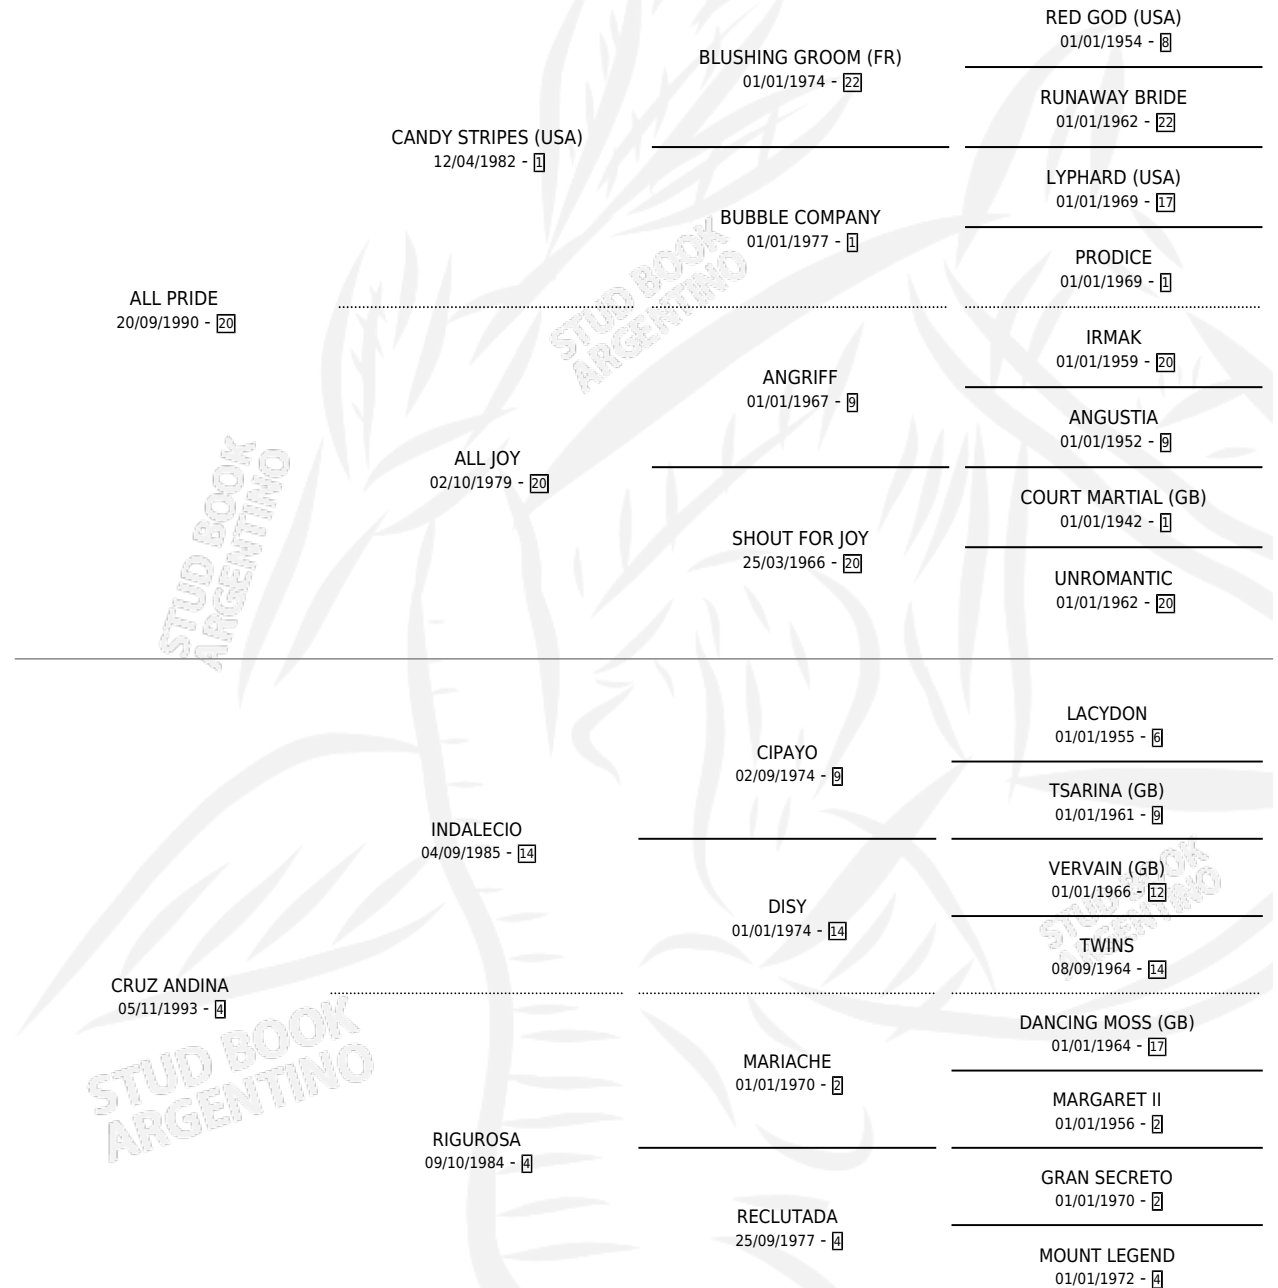 RED GOD (USA)
01/01/1954 - 8
BLUSHING GROOM (FR)
01/01/1974 - 22
RUNAWAY BRIDE
01/01/1962 - 22
CANDY STRIPES (USA)
12/04/1982 - 1
LYPHARD (USA)
01/01/1969 - 17
BUBBLE COMPANY
01/01/1977 - 1
PRODICE
01/01/1969 - 1
ALL PRIDE
20/09/1990 - 20
STUD BOOK
ARGENTINO
IRMAK
01/01/1959 - 20
ANGRIFF
01/01/1967 - 9
ANGUSTIA
01/01/1952 - 9
ALL JOY
02/10/1979 - 20
COURT MARTIAL (GB)
01/01/1942 - 1
SHOUT FOR JOY
25/03/1966 - 20
UNROMANTIC
01/01/1962 - 20
STUD BOOK
ARGENTINO
LACYDON
01/01/1955 - 6
CIPAYO
02/09/1974 - 9
TSARINA (GB)
01/01/1961 - 9
INDALECIO
04/09/1985 - 14
VERVAIN (GB)
01/01/1966 - 12
DISY
01/01/1974 - 14
STUD BOOK
ARGENTINO
TWINS
08/09/1964 - 14
CRUZ ANDINA
05/11/1993 - 4
STUD BOOK
ARGENTINO
DANCING MOSS (GB)
01/01/1964 - 17
MARIACHE
01/01/1970 - 2
MARGARET II
01/01/1956 - 2
RIGUROSA
09/10/1984 - 4
GRAN SECRETO
01/01/1970 - 2
RECLUTADA
25/09/1977 - 4
MOUNT LEGEND
01/01/1972 - 4